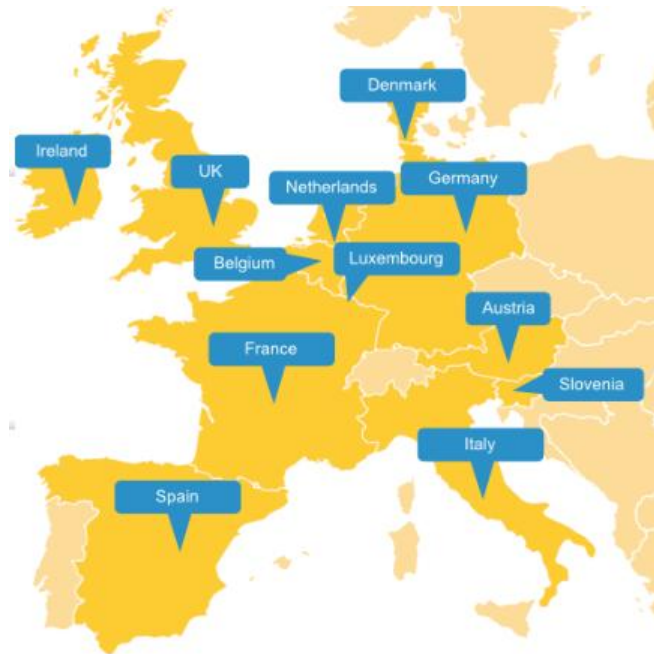 Denmark
Ireland
UK
Netherlands
Germany
Belgium
Luxembourg
Austria
France
Slovenia
Italy
Spain